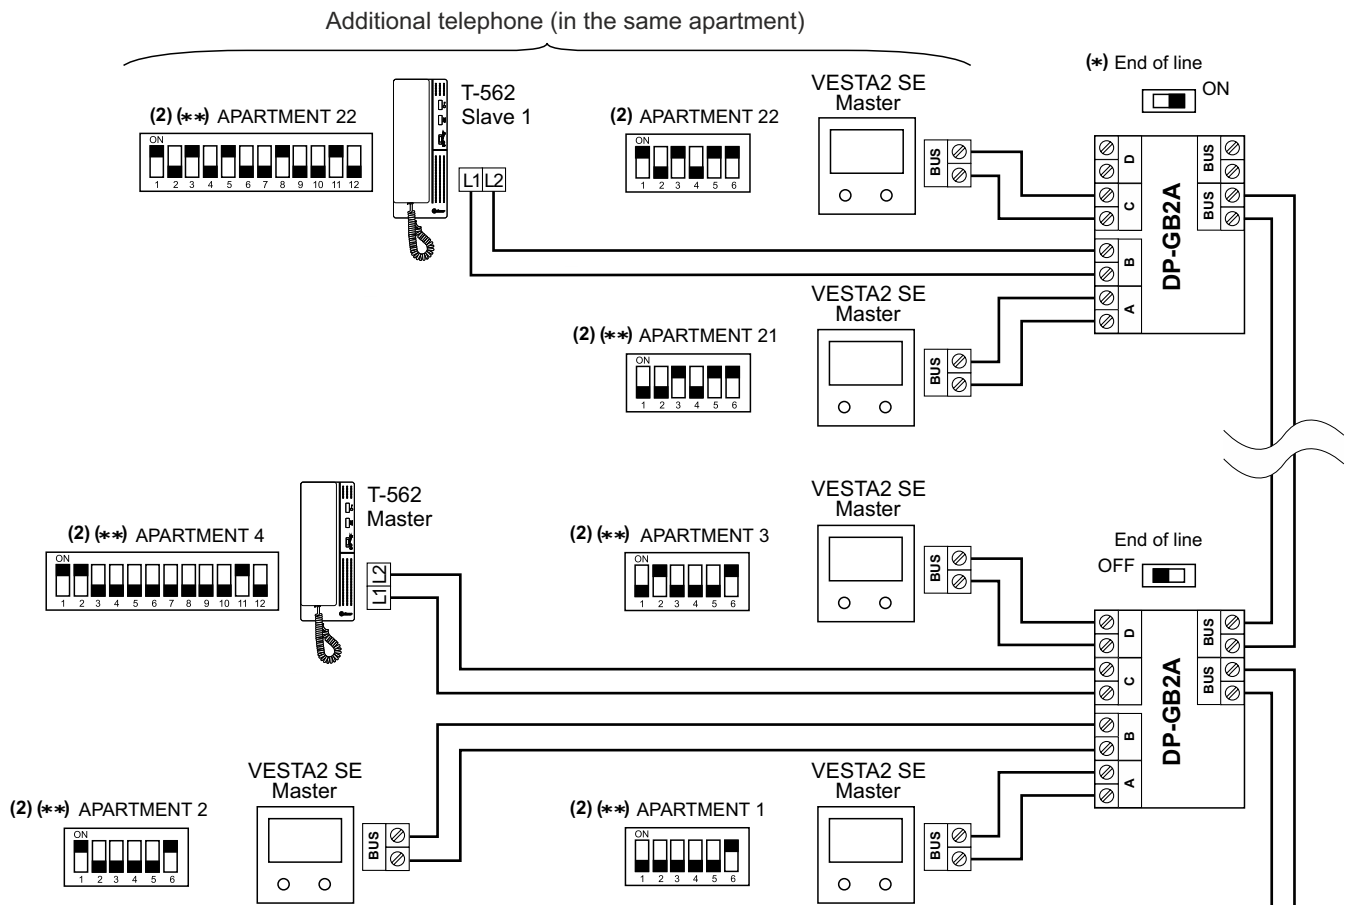 Additional telephone (in the same apartment)
(*) End of line
ON
VESTA2 SE
Master
T-562
Slave 1
(2) (**) APARTMENT 22
ON
1 2 3 4 5 6 7 8 9 10 11 12
L1 L2
(2) APARTMENT 22
ON
1 2 3 4 5 6
BUS
D
C
B
A
DP-GB2A
BUS
BUS
VESTA2 SE
Master
(2) (**) APARTMENT 21
ON
1 2 3 4 5 6
BUS
T-562
Master
(2) (**) APARTMENT 4
ON
1 2 3 4 5 6 7 8 9 10 11 12
L2
L1
VESTA2 SE
Master
(2) (**) APARTMENT 3
ON
1 2 3 4 5 6
BUS
End of line
OFF
D
C
B
A
DP-GB2A
BUS
BUS
VESTA2 SE
Master
(2) (**) APARTMENT 2
ON
1 2 3 4 5 6
BUS
VESTA2 SE
Master
(2) (**) APARTMENT 1
ON
1 2 3 4 5 6
BUS